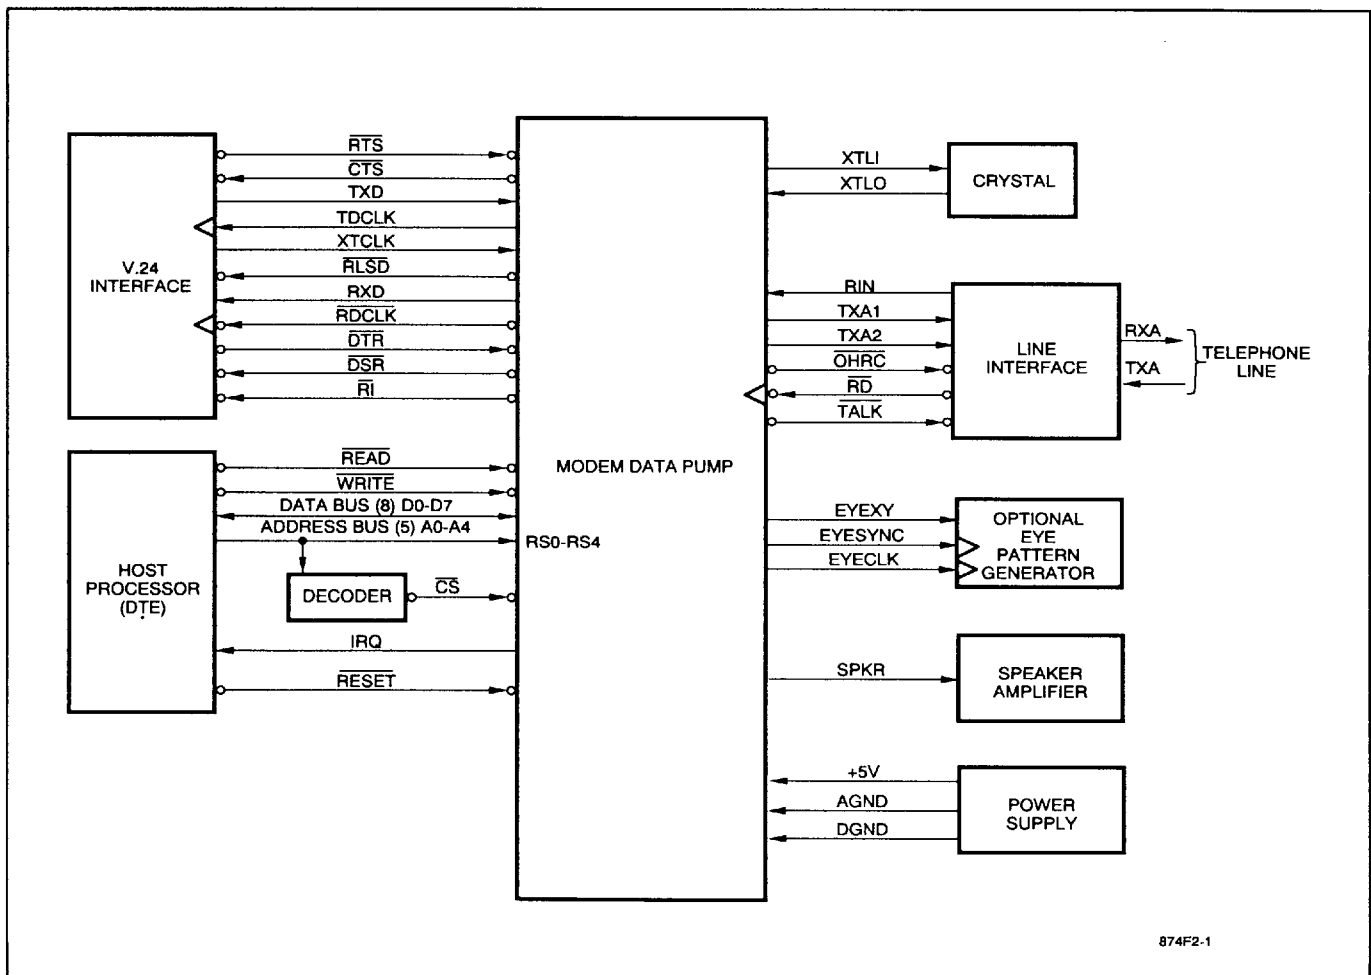 RTS
CTS
TXD
TDCLK
XTCLK
RLSD
RXD
RDCLK
DTR
DSR
RI
V.24
INTERFACE
READ
WRITE
DATA BUS (8) D0-D7
ADDRESS BUS (5) A0-A4
HOST
PROCESSOR
(DTE)
DECODER
CS
IRQ
RESET
MODEM DATA PUMP
RS0-RS4
XTLI
XTLO
CRYSTAL
RIN
TXA1
TXA2
OHRC
RD
TALK
LINE
INTERFACE
RXA
TXA
TELEPHONE
LINE
EYEXY
EYESYNC
EYECLK
OPTIONAL
EYE
PATTERN
GENERATOR
SPKR
SPEAKER
AMPLIFIER
+5V
AGND
DGND
POWER
SUPPLY
874F2-1